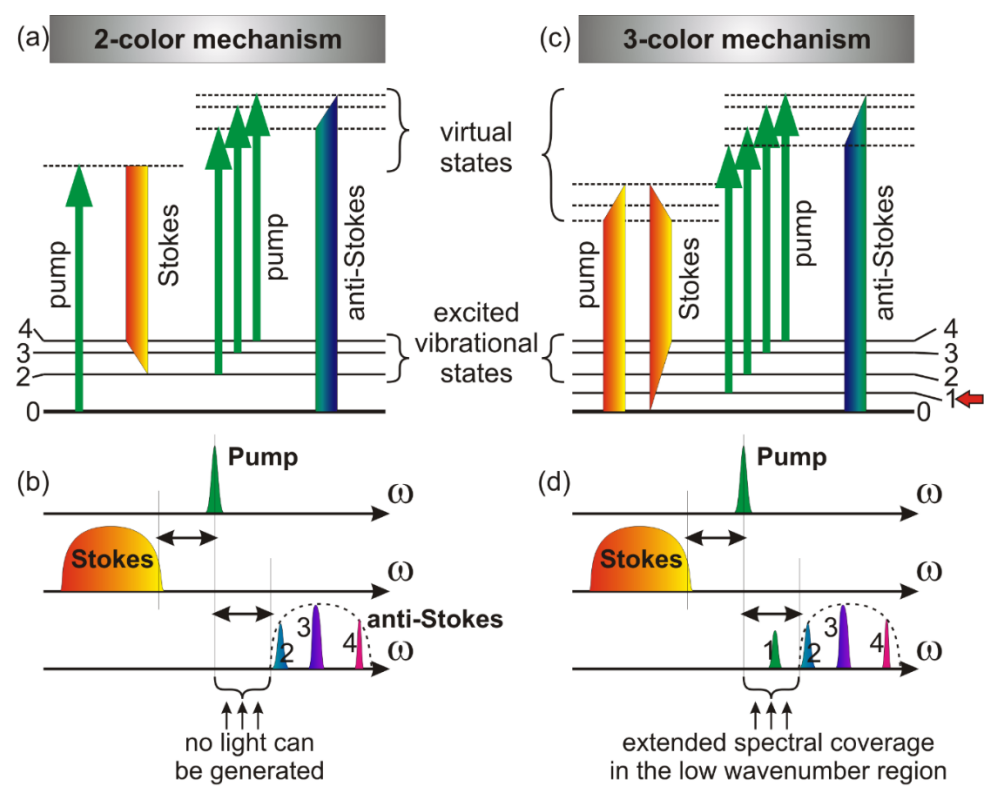 (a)
2-color mechanism
virtual
states
pump
Stokes
pump
anti-Stokes
excited
vibrational
states
4
3
2
0
(b)
Pump
ω
Stokes
ω
anti-Stokes
2
3
4
ω
no light can
be generated
(c)
3-color mechanism
pump
Stokes
pump
anti-Stokes
4
3
2
1
0
(d)
Pump
ω
Stokes
ω
1
2
3
4
ω
extended spectral coverage
in the low wavenumber region